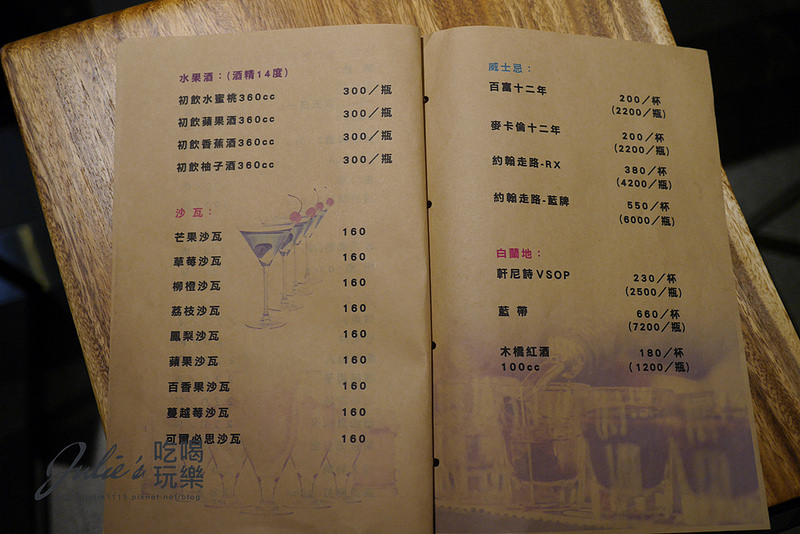 水果酒：(酒精14度)
初飲水蜜桃360cc 300／瓶
初飲蘋果酒360cc 300／瓶
初飲香蕉酒360cc 300／瓶
初飲柚子酒360cc 300／瓶
沙瓦：
芒果沙瓦 160
草莓沙瓦 160
柳橙沙瓦 160
荔枝沙瓦 160
鳳梨沙瓦 160
蘋果沙瓦 160
百香果沙瓦 160
蔓越莓沙瓦 160
可爾必思沙瓦 160
威士忌：
百富十二年 200／杯
(2200／瓶)
麥卡倫十二年 200／杯
(2200／瓶)
約翰走路-RX 380／杯
(4200／瓶)
約翰走路-藍牌 550／杯
(6000／瓶)
白蘭地：
軒尼詩VSOP 230／杯
(2500／瓶)
藍帶 660／杯
(7200／瓶)
木橋紅酒 180／杯
100cc (1200／瓶)
Julie's 吃喝
玩樂